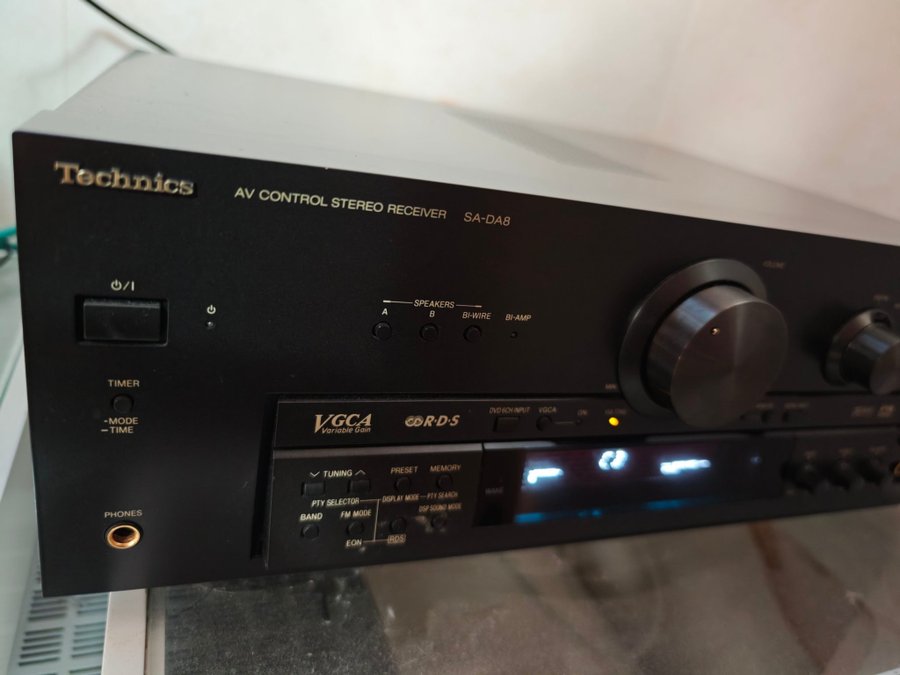 Technics
AV CONTROL STEREO RECEIVER SA-DA8
⏻/I
⏻
SPEAKERS
A B BI-WIRE BI-AMP
VOLUME
TIMER
-MODE
-TIME
VGCA
Variable Gain
R·D·S
DVD 6CH INPUT VGCA ON
TUNING PRESET MEMORY
PTY SELECTOR DISPLAY MODE PTY SEARCH
BAND FM MODE DSP SOUND MODE
EON RDS
PHONES